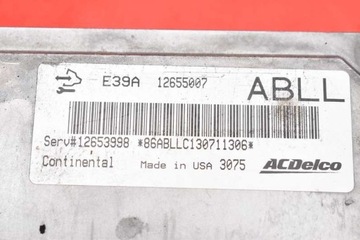 E39A 12655007 ABLL
Serv#12653998 *86ABLLC130711306*
Continental Made in USA 3075 ACDelco